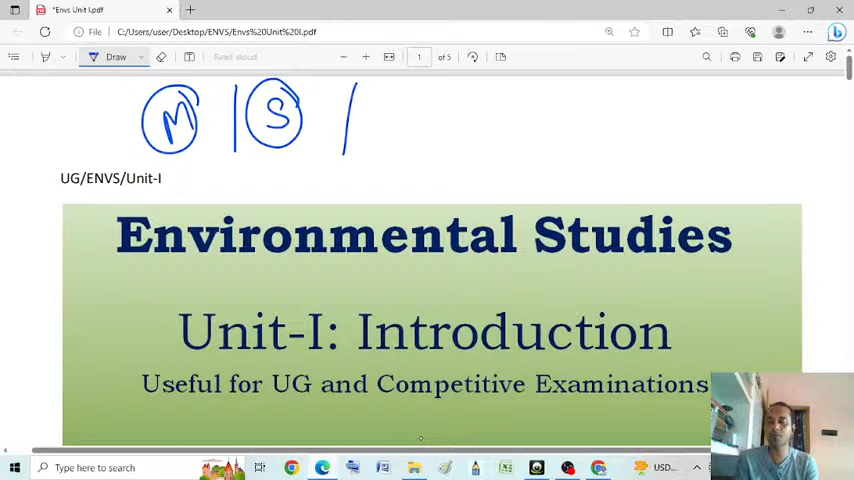 *Envs Unit I.pdf
File | C:/Users/user/Desktop/ENVS/Envs%20Unit%20I.pdf
Draw | Read aloud | 1 of 5
M | S |
UG/ENVS/Unit-I
Environmental Studies
Unit-I: Introduction
Useful for UG and Competitive Examinations
Type here to search
USD...